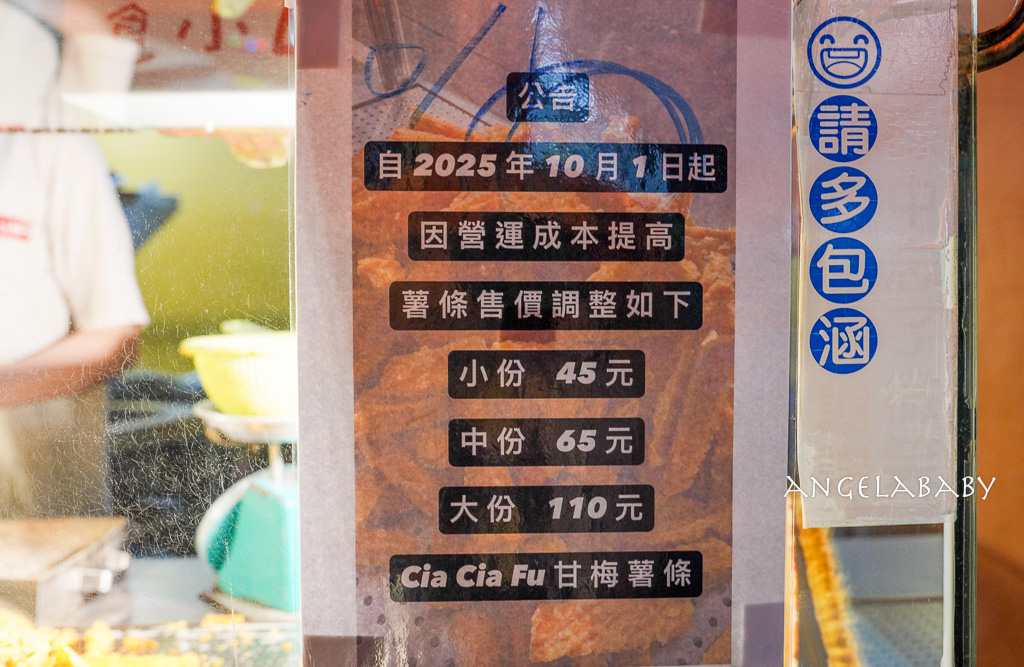 食小
公告
自2025年10月1日起
因營運成本提高
薯條售價調整如下
小份 45元
中份 65元
大份 110元
Cia Cia Fu甘梅薯條
請多包涵
ANGELABABY